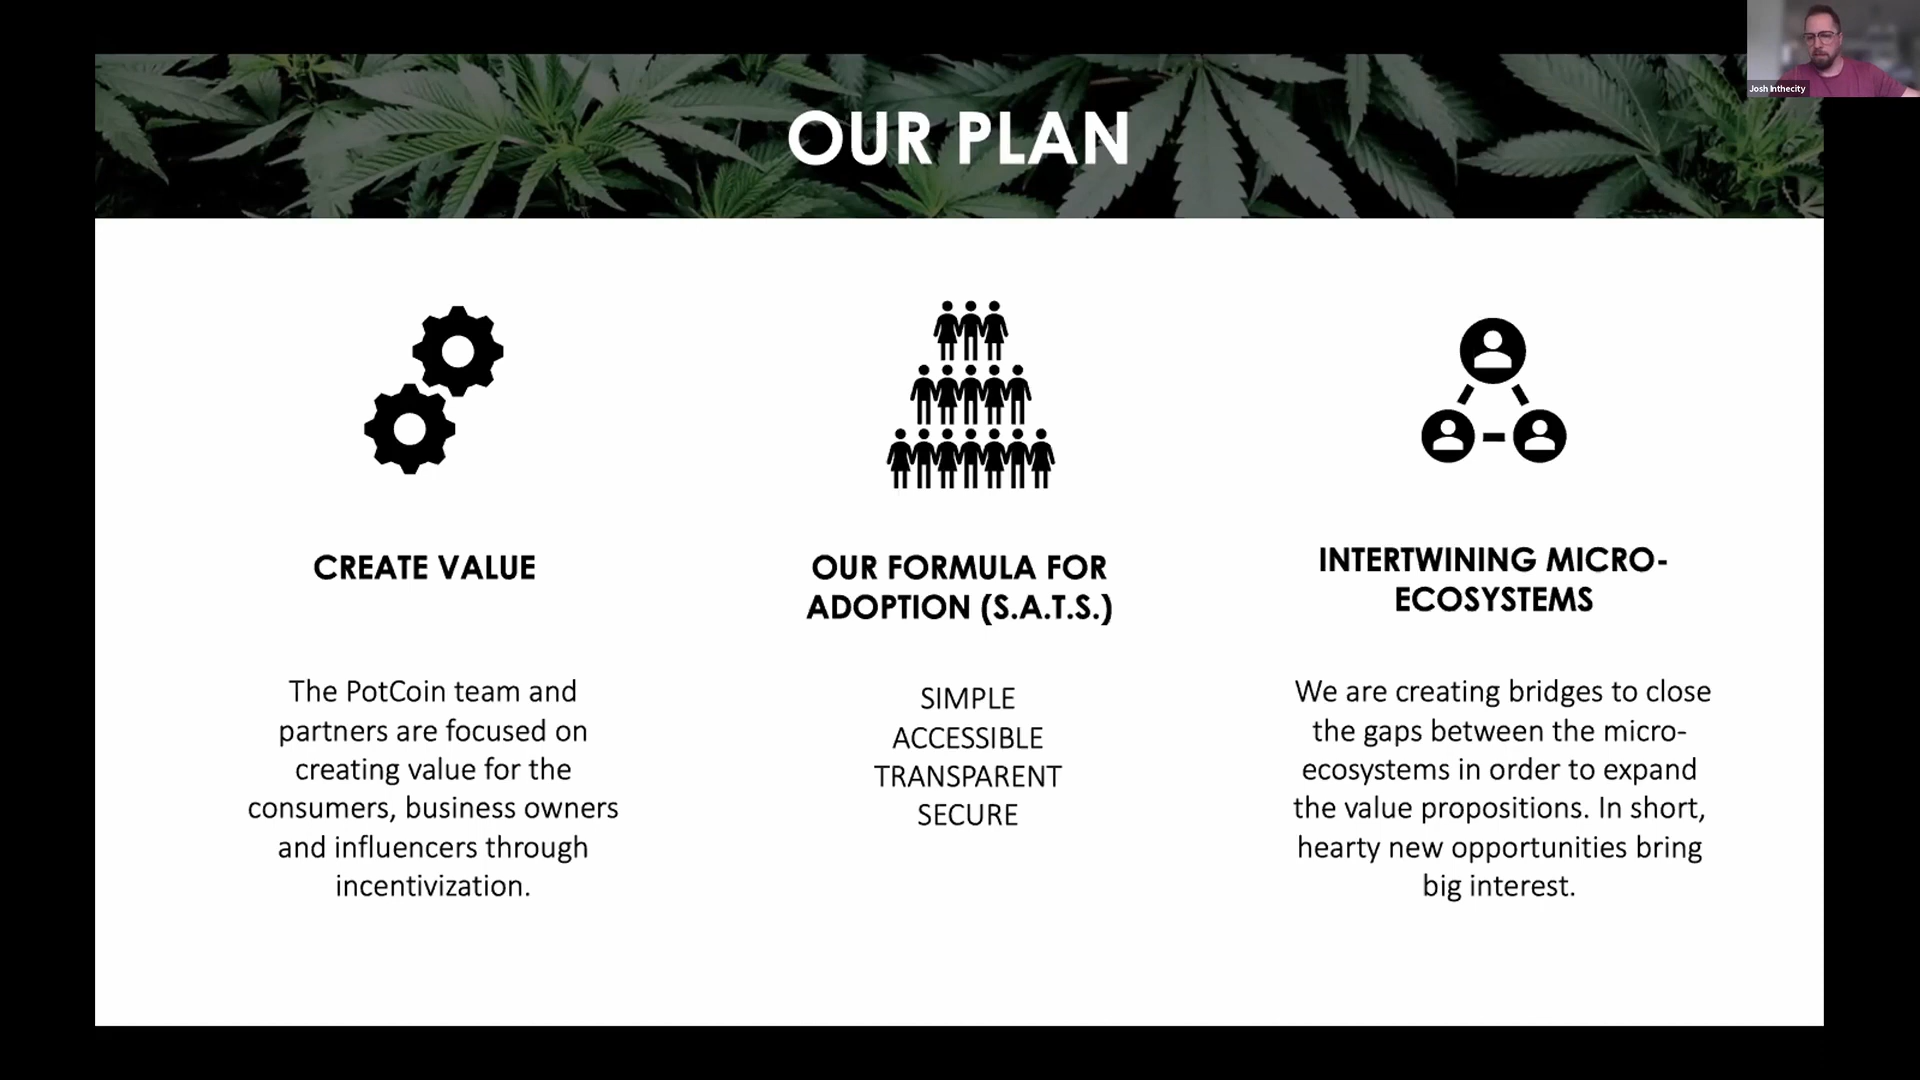 OUR PLAN
Josh Inthecity
CREATE VALUE
The PotCoin team and
partners are focused on
creating value for the
consumers, business owners
and influencers through
incentivization.
OUR FORMULA FOR
ADOPTION (S.A.T.S.)
SIMPLE
ACCESSIBLE
TRANSPARENT
SECURE
INTERTWINING MICRO-
ECOSYSTEMS
We are creating bridges to close
the gaps between the micro-
ecosystems in order to expand
the value propositions. In short,
hearty new opportunities bring
big interest.